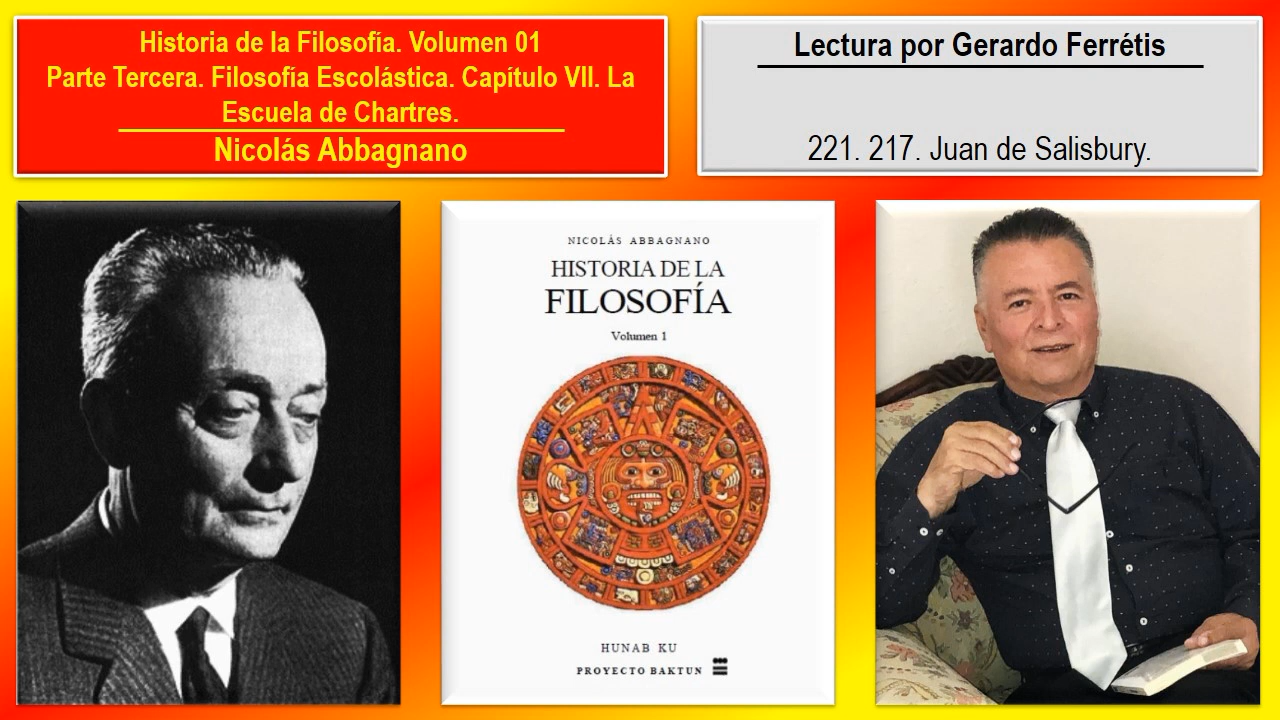 Historia de la Filosofía. Volumen 01
Parte Tercera. Filosofía Escolástica. Capítulo VII. La
Escuela de Chartres.
Nicolás Abbagnano
Lectura por Gerardo Ferrétis
221. 217. Juan de Salisbury.
NICOLÁS ABBAGNANO
HISTORIA DE LA
FILOSOFÍA
Volumen 1
HUNAB KU
PROYECTO BAKTUN